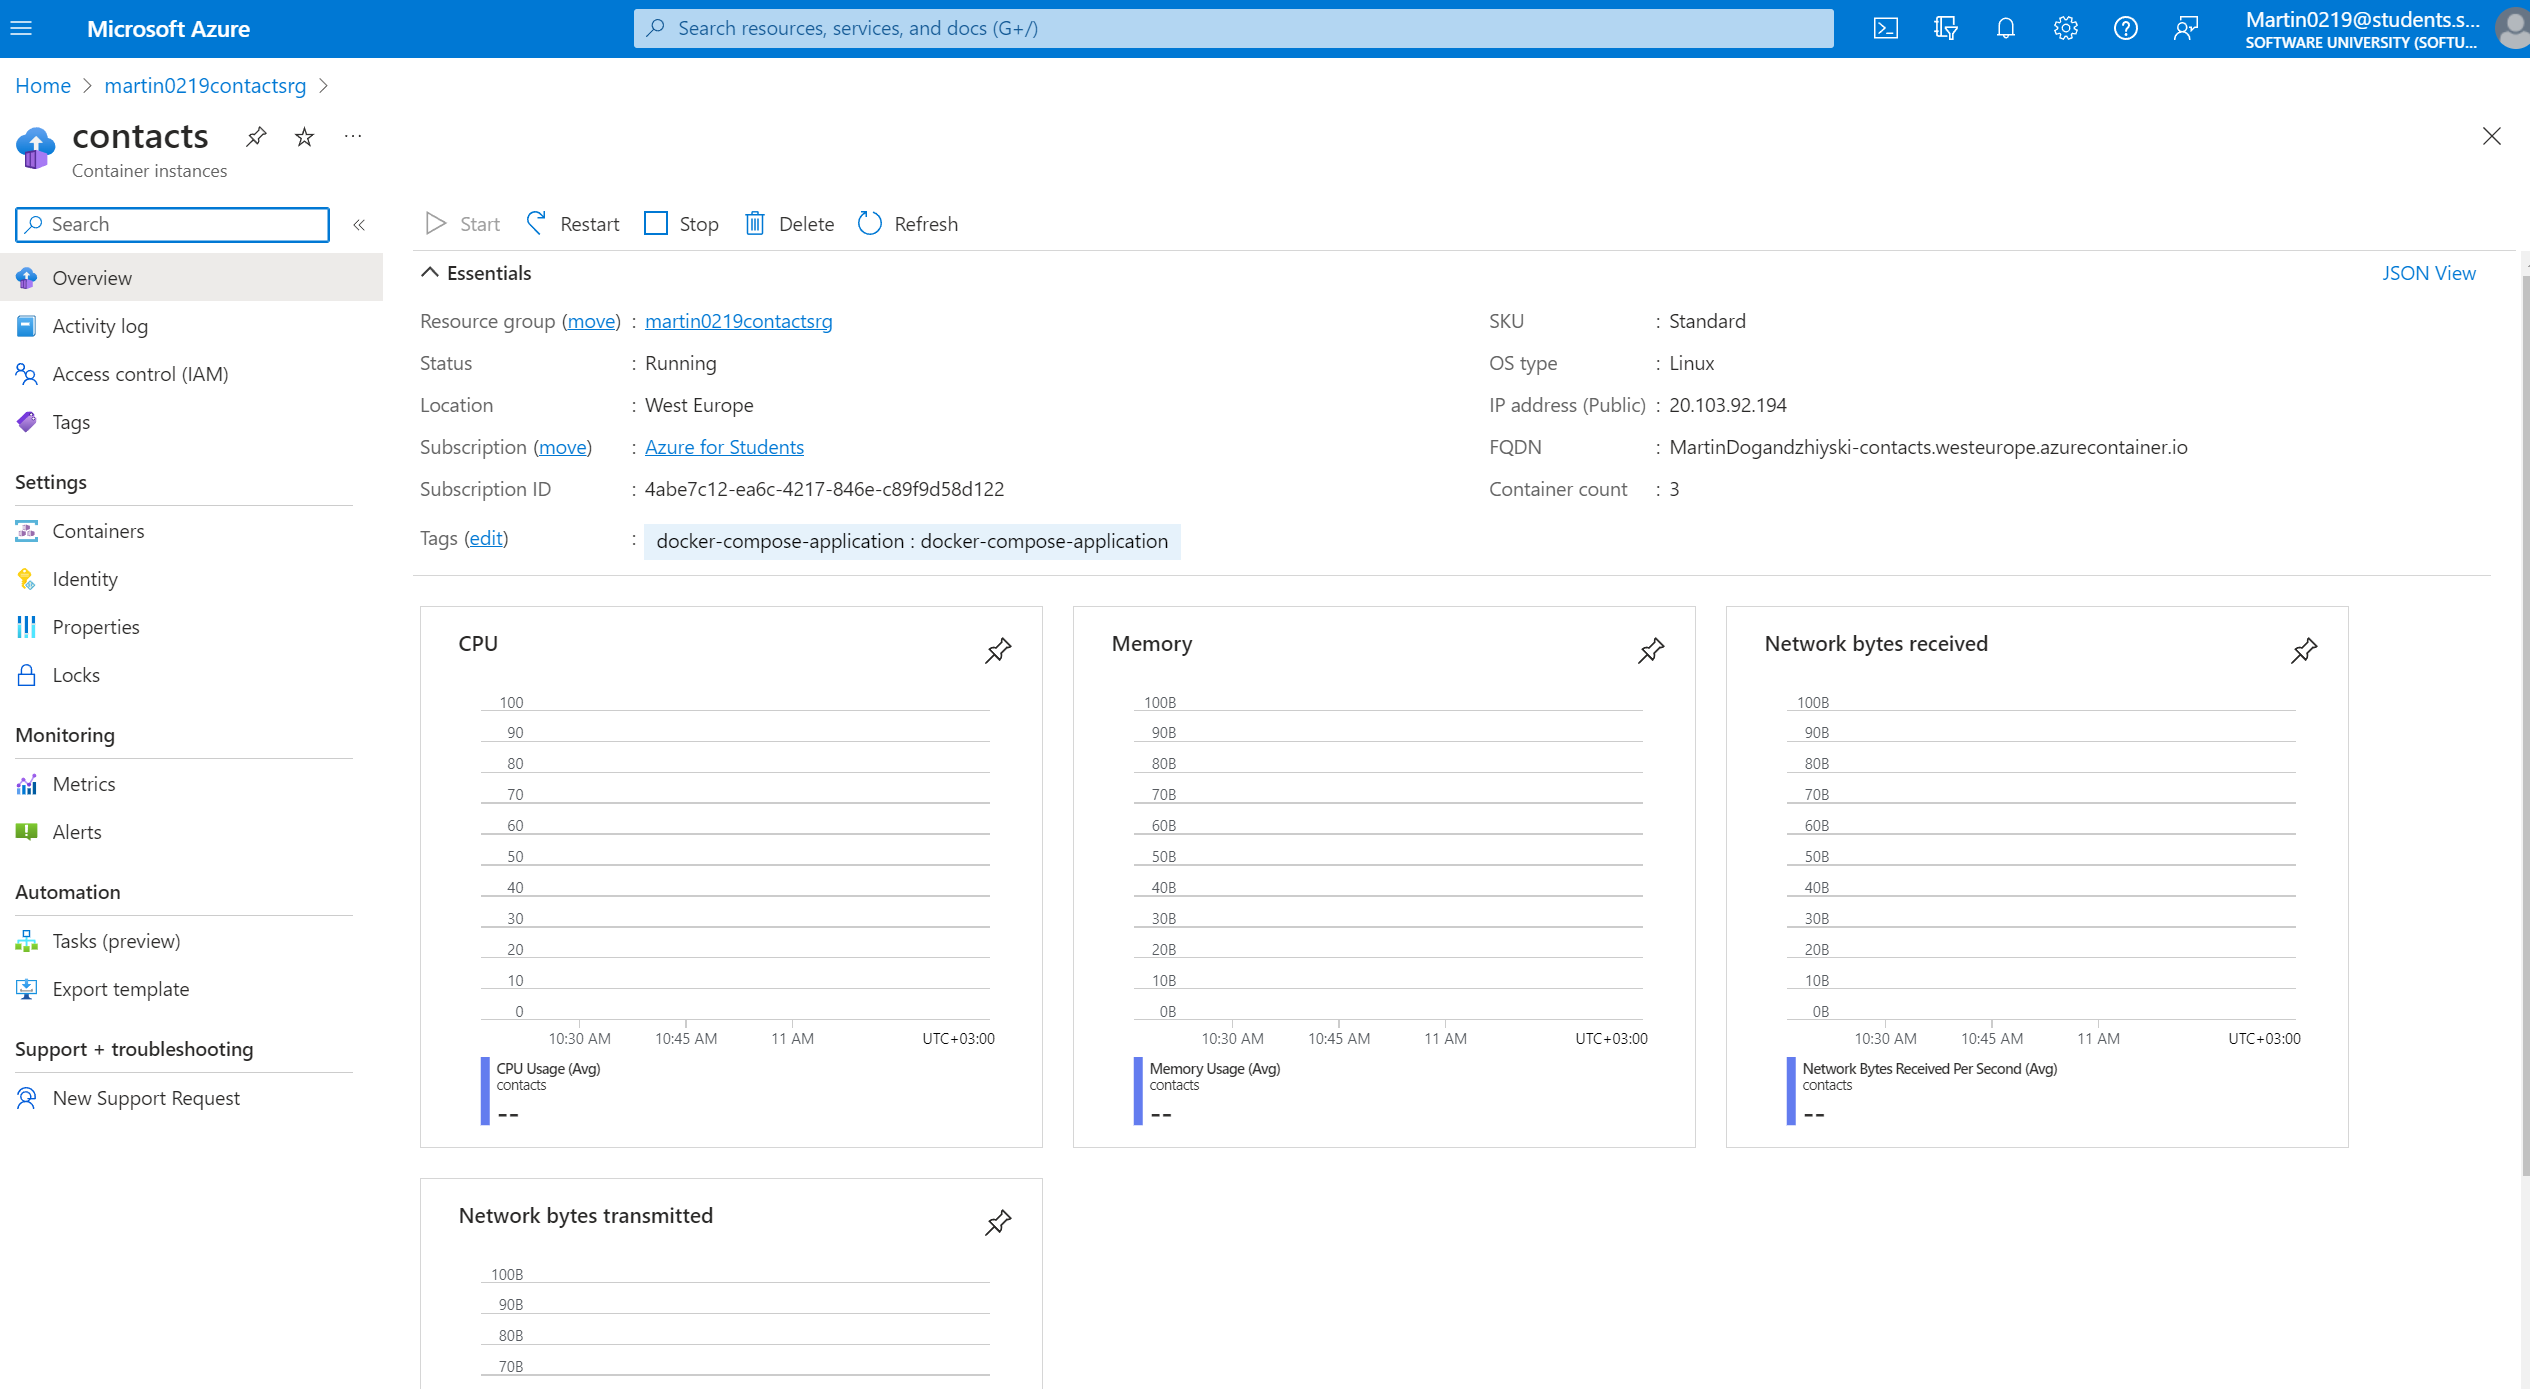 Microsoft Azure
Search resources, services, and docs (G+/)
Martin0219@students.s...
SOFTWARE UNIVERSITY (SOFTU...
Home > martin0219contactsrg >
contacts
Container instances
Search
«
Start
Restart
Stop
Delete
Refresh
Overview
Activity log
Access control (IAM)
Tags
Settings
Containers
Identity
Properties
Locks
Monitoring
Metrics
Alerts
Automation
Tasks (preview)
Export template
Support + troubleshooting
New Support Request
Essentials
JSON View
Resource group (move) : martin0219contactsrg
Status : Running
Location : West Europe
Subscription (move) : Azure for Students
Subscription ID : 4abe7c12-ea6c-4217-846e-c89f9d58d122
Tags (edit) : docker-compose-application : docker-compose-application
SKU : Standard
OS type : Linux
IP address (Public) : 20.103.92.194
FQDN : MartinDogandzhiyski-contacts.westeurope.azurecontainer.io
Container count : 3
CPU
100
90
80
70
60
50
40
30
20
10
0
10:30 AM 10:45 AM 11 AM UTC+03:00
CPU Usage (Avg)
contacts
--
Memory
100B
90B
80B
70B
60B
50B
40B
30B
20B
10B
0B
10:30 AM 10:45 AM 11 AM UTC+03:00
Memory Usage (Avg)
contacts
--
Network bytes received
100B
90B
80B
70B
60B
50B
40B
30B
20B
10B
0B
10:30 AM 10:45 AM 11 AM UTC+03:00
Network Bytes Received Per Second (Avg)
contacts
--
Network bytes transmitted
100B
90B
80B
70B